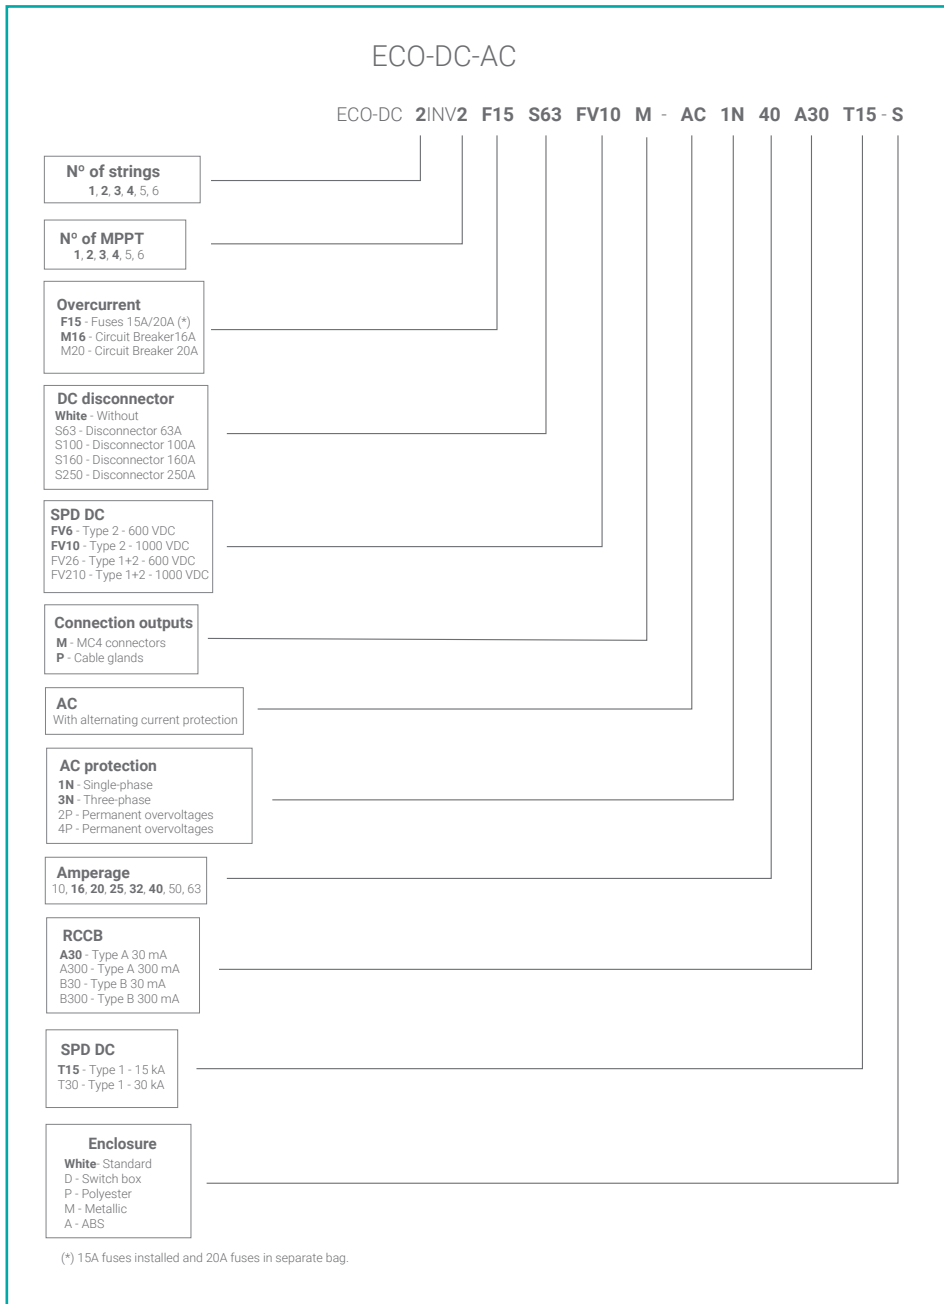 ECO-DC-AC
ECO-DC 2INV2 F15 S63 FV10 M - AC 1N 40 A30 T15 - S
Nº of strings
1, 2, 3, 4, 5, 6
Nº of MPPT
1, 2, 3, 4, 5, 6
Overcurrent
F15 - Fuses 15A/20A (*)
M16 - Circuit Breaker16A
M20 - Circuit Breaker 20A
DC disconnector
White - Without
S63 - Disconnector 63A
S100 - Disconnector 100A
S160 - Disconnector 160A
S250 - Disconnector 250A
SPD DC
FV6 - Type 2 - 600 VDC
FV10 - Type 2 - 1000 VDC
FV26 - Type 1+2 - 600 VDC
FV210 - Type 1+2 - 1000 VDC
Connection outputs
M - MC4 connectors
P - Cable glands
AC
With alternating current protection
AC protection
1N - Single-phase
3N - Three-phase
2P - Permanent overvoltages
4P - Permanent overvoltages
Amperage
10, 16, 20, 25, 32, 40, 50, 63
RCCB
A30 - Type A 30 mA
A300 - Type A 300 mA
B30 - Type B 30 mA
B300 - Type B 300 mA
SPD DC
T15 - Type 1 - 15 kA
T30 - Type 1 - 30 kA
Enclosure
White- Standard
D - Switch box
P - Polyester
M - Metallic
A - ABS
(*) 15A fuses installed and 20A fuses in separate bag.